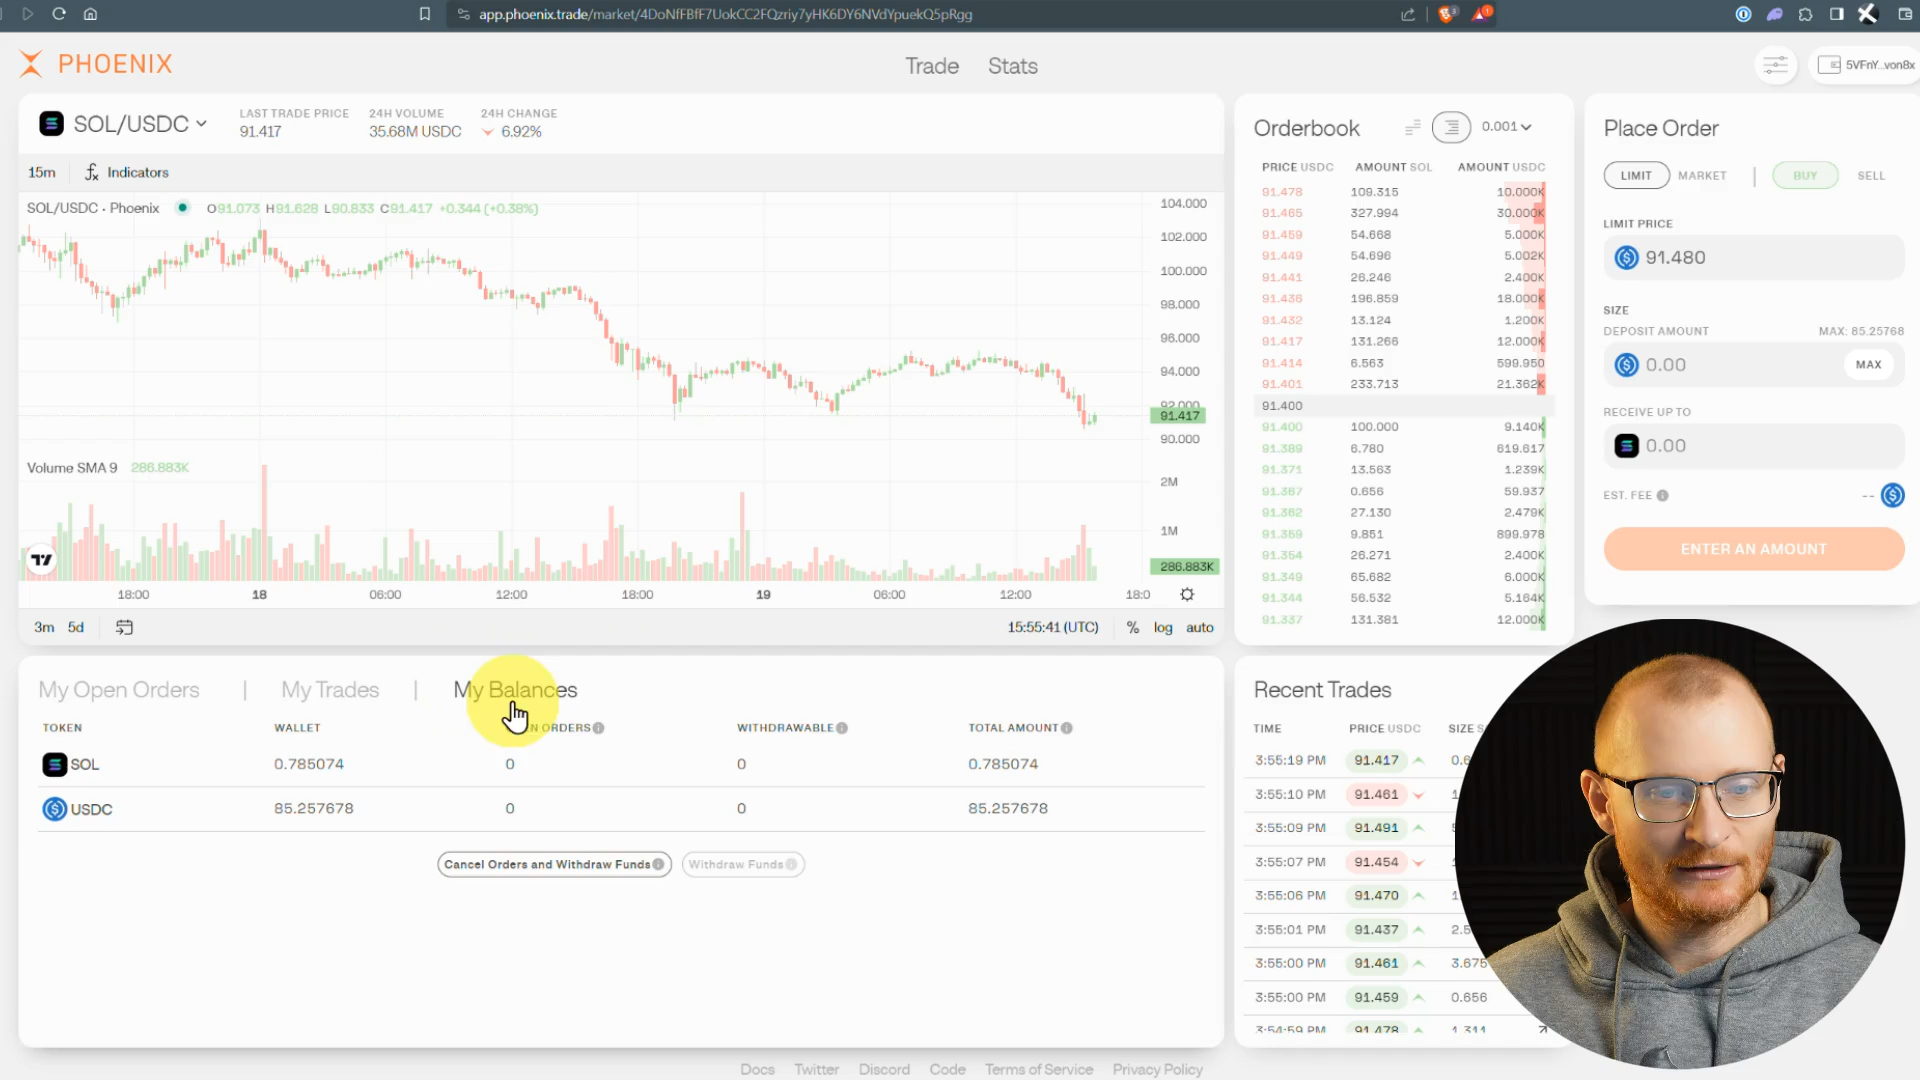 app.phoenix.trade/market/4DoNfFBfF7UokCC2FQzriy7yHK6DY6NVdYpuekQ5pRgg
PHOENIX
Trade
Stats
5VFnY...von8x
SOL/USDC
LAST TRADE PRICE
91.417
24H VOLUME
35.68M USDC
24H CHANGE
6.92%
15m
Indicators
SOL/USDC · Phoenix O91.073 H91.628 L90.833 C91.417 +0.344 (+0.38%)
104.000
102.000
100.000
98.000
96.000
94.000
92.000
91.417
90.000
Volume SMA 9 286.883K
2M
1M
286.883K
18:00 18 06:00 12:00 18:00 19 06:00 12:00 18:0
3m 5d
15:55:41 (UTC) % log auto
Orderbook
0.001
PRICE USDC AMOUNT SOL AMOUNT USDC
91.478 109.315 10.000K
91.465 327.994 30.000K
91.459 54.668 5.000K
91.449 54.696 5.002K
91.441 26.246 2.400K
91.436 196.859 18.000K
91.432 13.124 1.200K
91.417 131.266 12.000K
91.414 6.563 599.950
91.401 233.713 21.362K
91.400
91.400 100.000 9.140K
91.389 6.780 619.617
91.371 13.563 1.239K
91.367 0.656 59.937
91.362 27.130 2.479K
91.359 9.851 899.978
91.354 26.271 2.400K
91.349 65.682 6.000K
91.344 56.532 5.164K
91.337 131.381 12.000K
Place Order
LIMIT MARKET | BUY SELL
LIMIT PRICE
91.480
SIZE
DEPOSIT AMOUNT MAX: 85.25768
0.00 MAX
RECEIVE UP TO
0.00
EST. FEE --
ENTER AN AMOUNT
My Open Orders | My Trades | My Balances
TOKEN WALLET ORDERS WITHDRAWABLE TOTAL AMOUNT
SOL 0.785074 0 0 0.785074
USDC 85.257678 0 0 85.257678
Cancel Orders and Withdraw Funds
Withdraw Funds
Recent Trades
TIME PRICE USDC SIZE S
3:55:19 PM 91.417 0.6
3:55:10 PM 91.461 1
3:55:09 PM 91.491
3:55:07 PM 91.454 1
3:55:06 PM 91.470 1
3:55:01 PM 91.437 2.5
3:55:00 PM 91.461 3.675
3:55:00 PM 91.459 0.656
3:54:59 PM 91.478 1.311
Docs Twitter Discord Code Terms of Service Privacy Policy